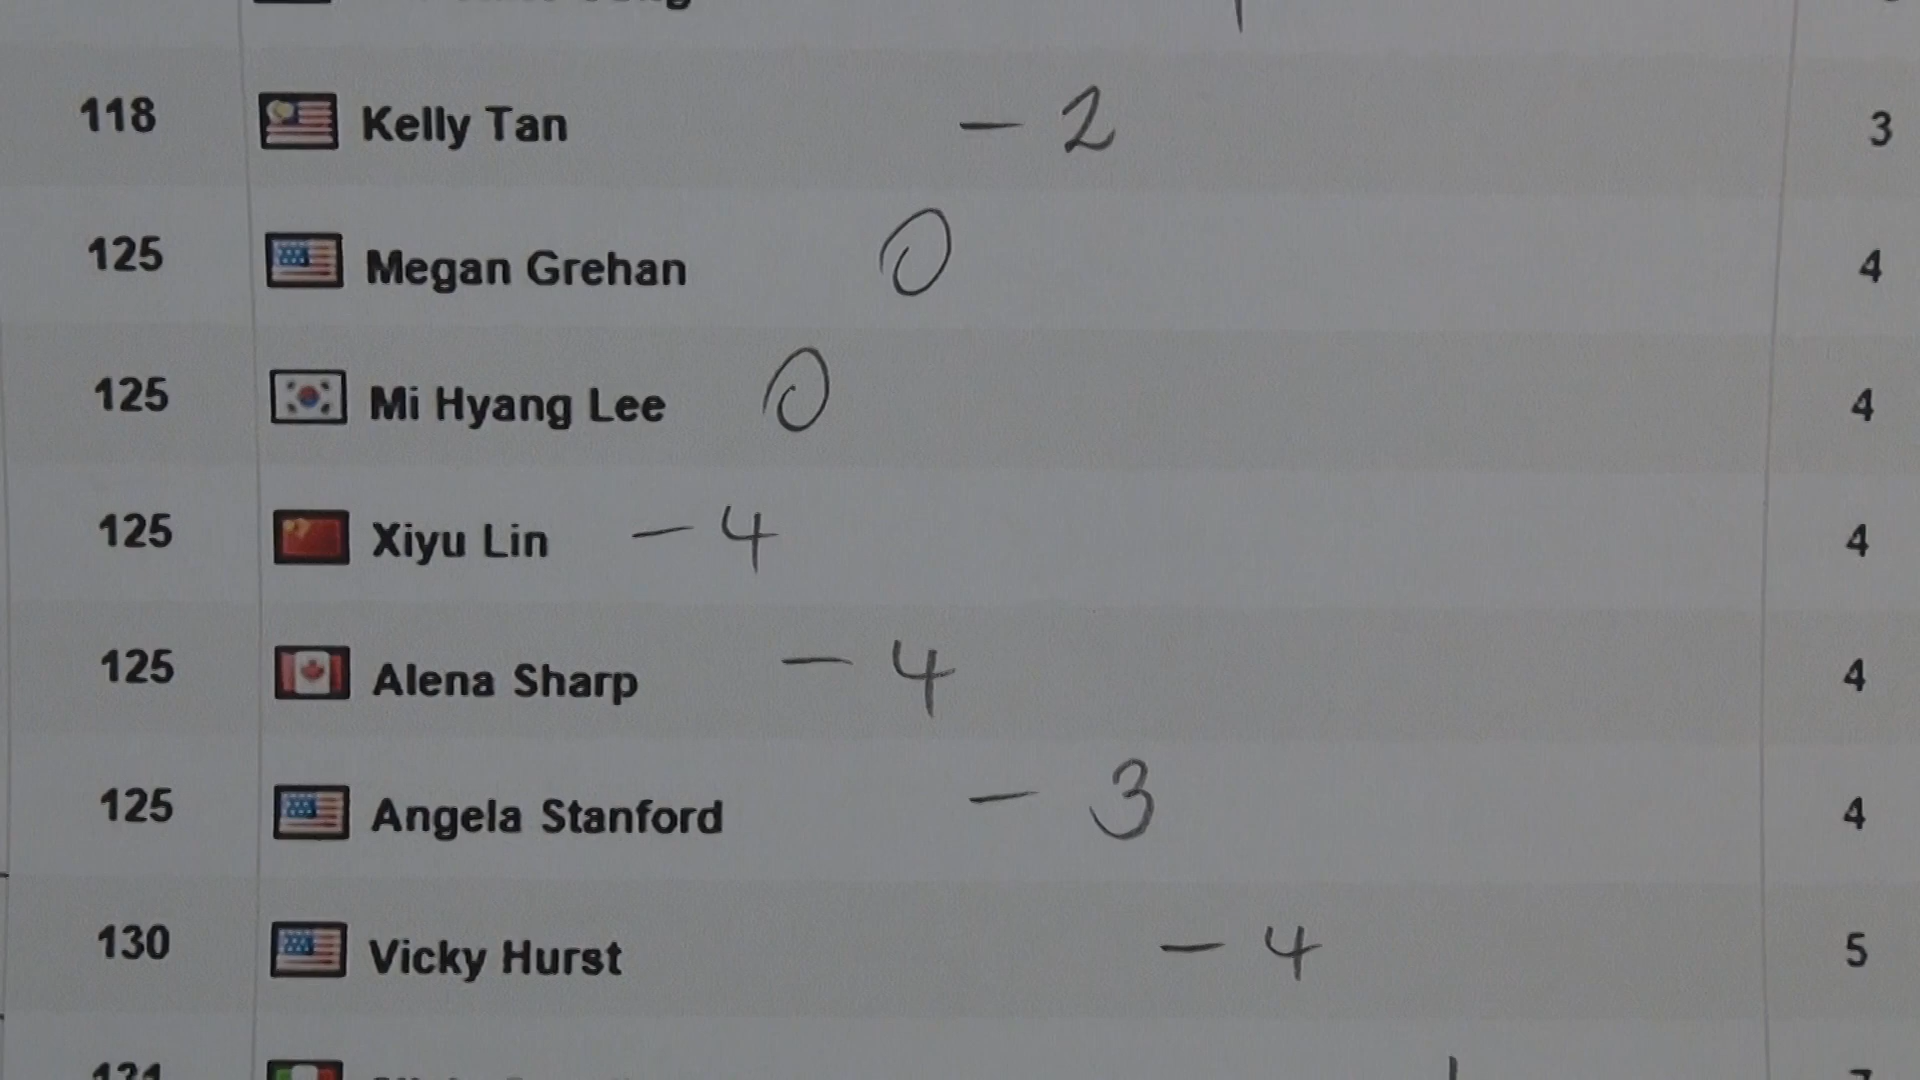 118 Kelly Tan - 2 3
125 Megan Grehan 0 4
125 Mi Hyang Lee 0 4
125 Xiyu Lin - 4 4
125 Alena Sharp - 4 4
125 Angela Stanford - 3 4
130 Vicky Hurst - 4 5